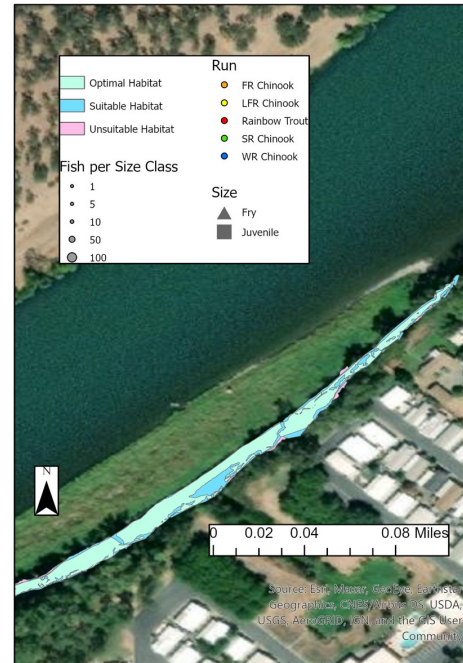 Optimal Habitat
Suitable Habitat
Unsuitable Habitat
Fish per Size Class
1
5
10
50
100
Run
FR Chinook
LFR Chinook
Rainbow Trout
SR Chinook
WR Chinook
Size
Fry
Juvenile
N
0 0.02 0.04 0.08 Miles
Source: Esri, Maxar, GeoEye, Earthstar
Geographics, CNES/Airbus DS, USDA,
USGS, AeroGRID, IGN, and the GIS User
Community